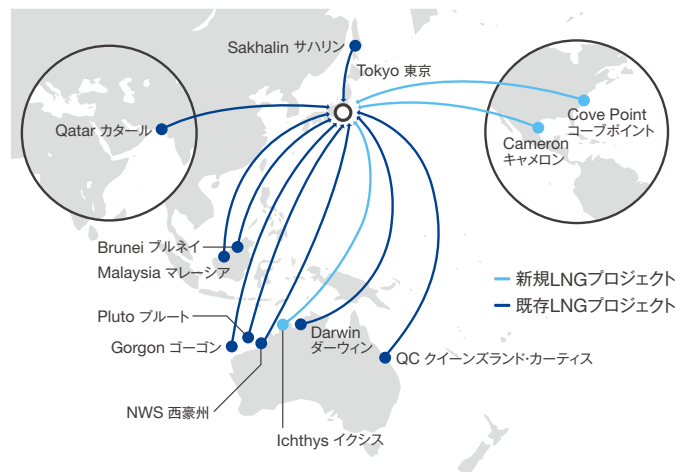 Sakhalin サハリン
Tokyo 東京
Qatar カタール
Cove Point
コーブポイント
Cameron
キャメロン
Brunei ブルネイ
Malaysia マレーシア
新規LNGプロジェクト
既存LNGプロジェクト
Pluto プルート
Gorgon ゴーゴン
Darwin
ダーウィン
QC クイーンズランド・カーティス
NWS 西豪州
Ichthys イクシス